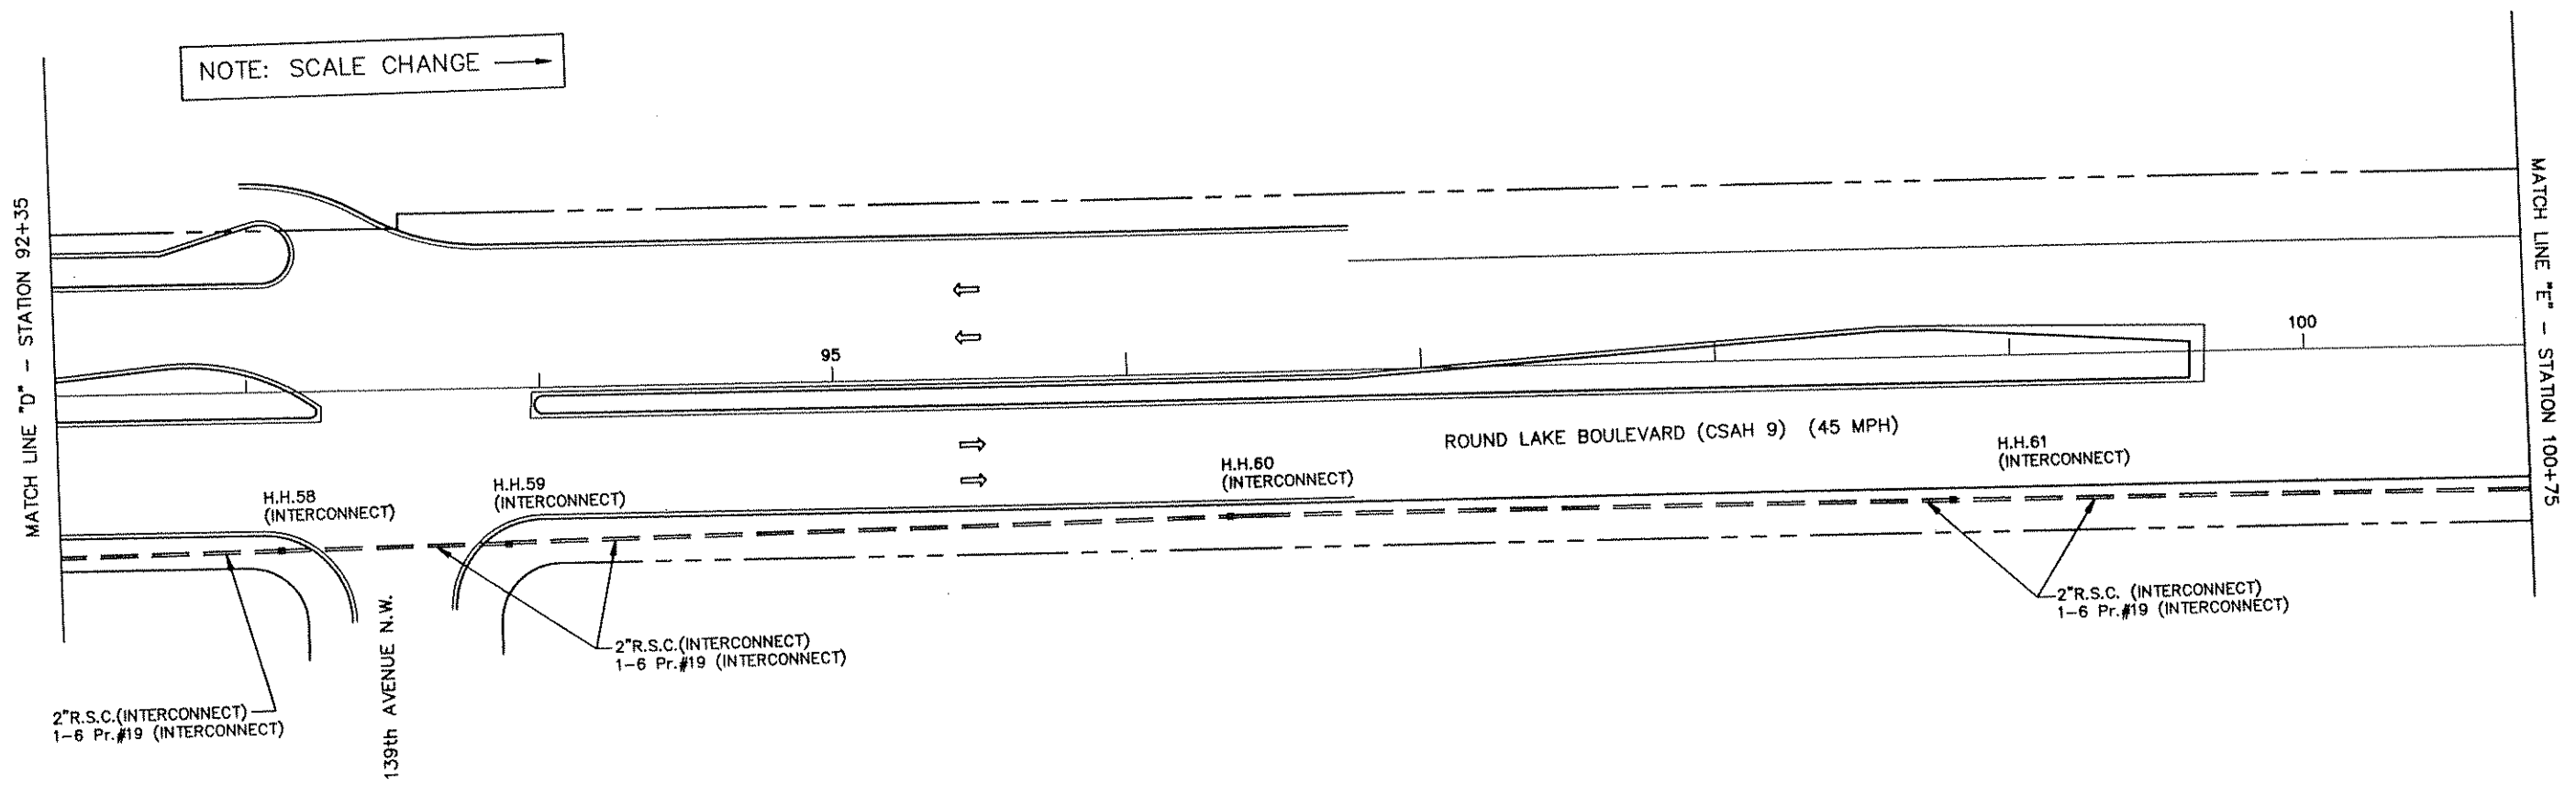 NOTE: SCALE CHANGE
MATCH LINE "D" – STATION 92+35
MATCH LINE "E" – STATION 100+75
95
100
ROUND LAKE BOULEVARD (CSAH 9) (45 MPH)
H.H.58
(INTERCONNECT)
H.H.59
(INTERCONNECT)
H.H.60
(INTERCONNECT)
H.H.61
(INTERCONNECT)
2"R.S.C.(INTERCONNECT)
1–6 Pr.#19 (INTERCONNECT)
139th AVENUE N.W.
2"R.S.C.(INTERCONNECT)
1–6 Pr.#19 (INTERCONNECT)
2"R.S.C. (INTERCONNECT)
1–6 Pr.#19 (INTERCONNECT)